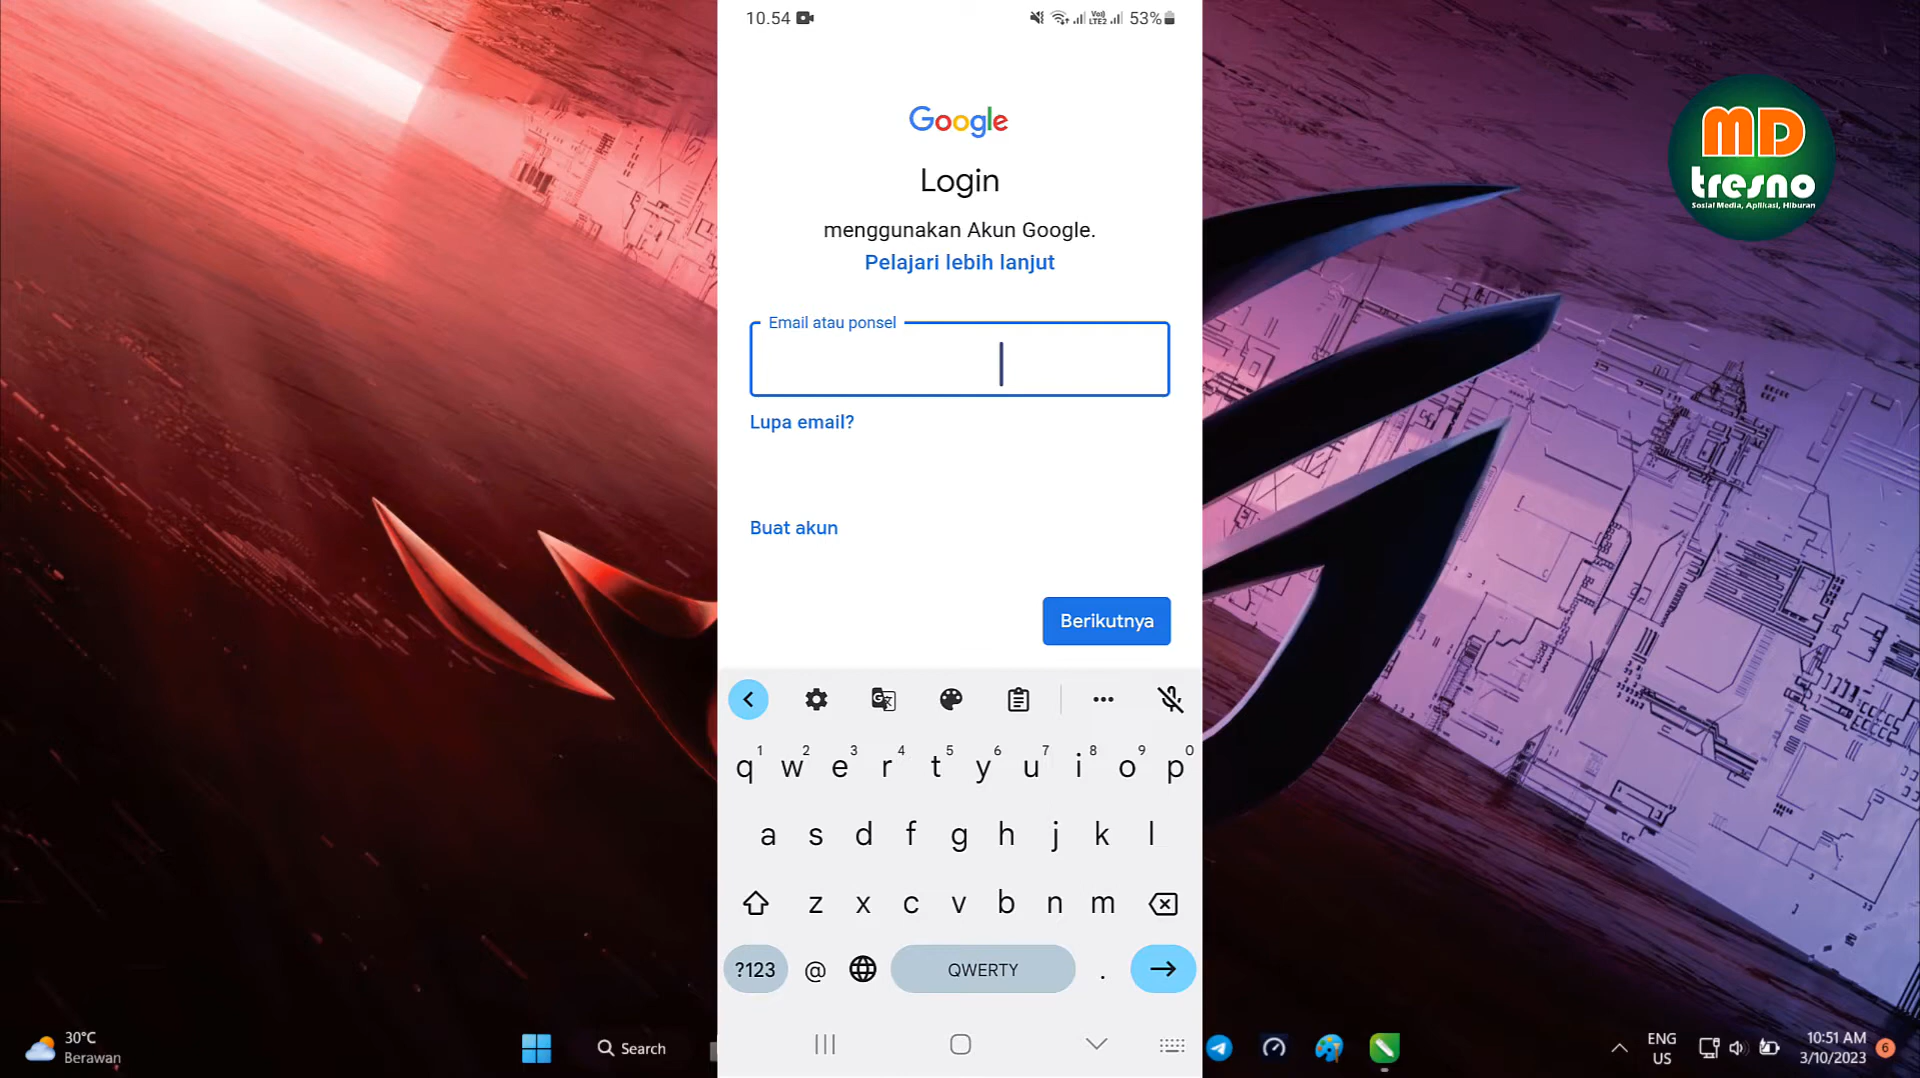 10.54
Vo)) LTE2
53%
Google
Login
menggunakan Akun Google.
Pelajari lebih lanjut
Email atau ponsel
Lupa email?
Buat akun
Berikutnya
1 2 3 4 5 6 7 8 9 0
q w e r t y u i o p
a s d f g h j k l
z x c v b n m
?123 @ QWERTY .
MD
tresno
Sosial Media, Aplikasi, Hiburan
30°C
Berawan
Search
ENG
US
10:51 AM
3/10/2023
6